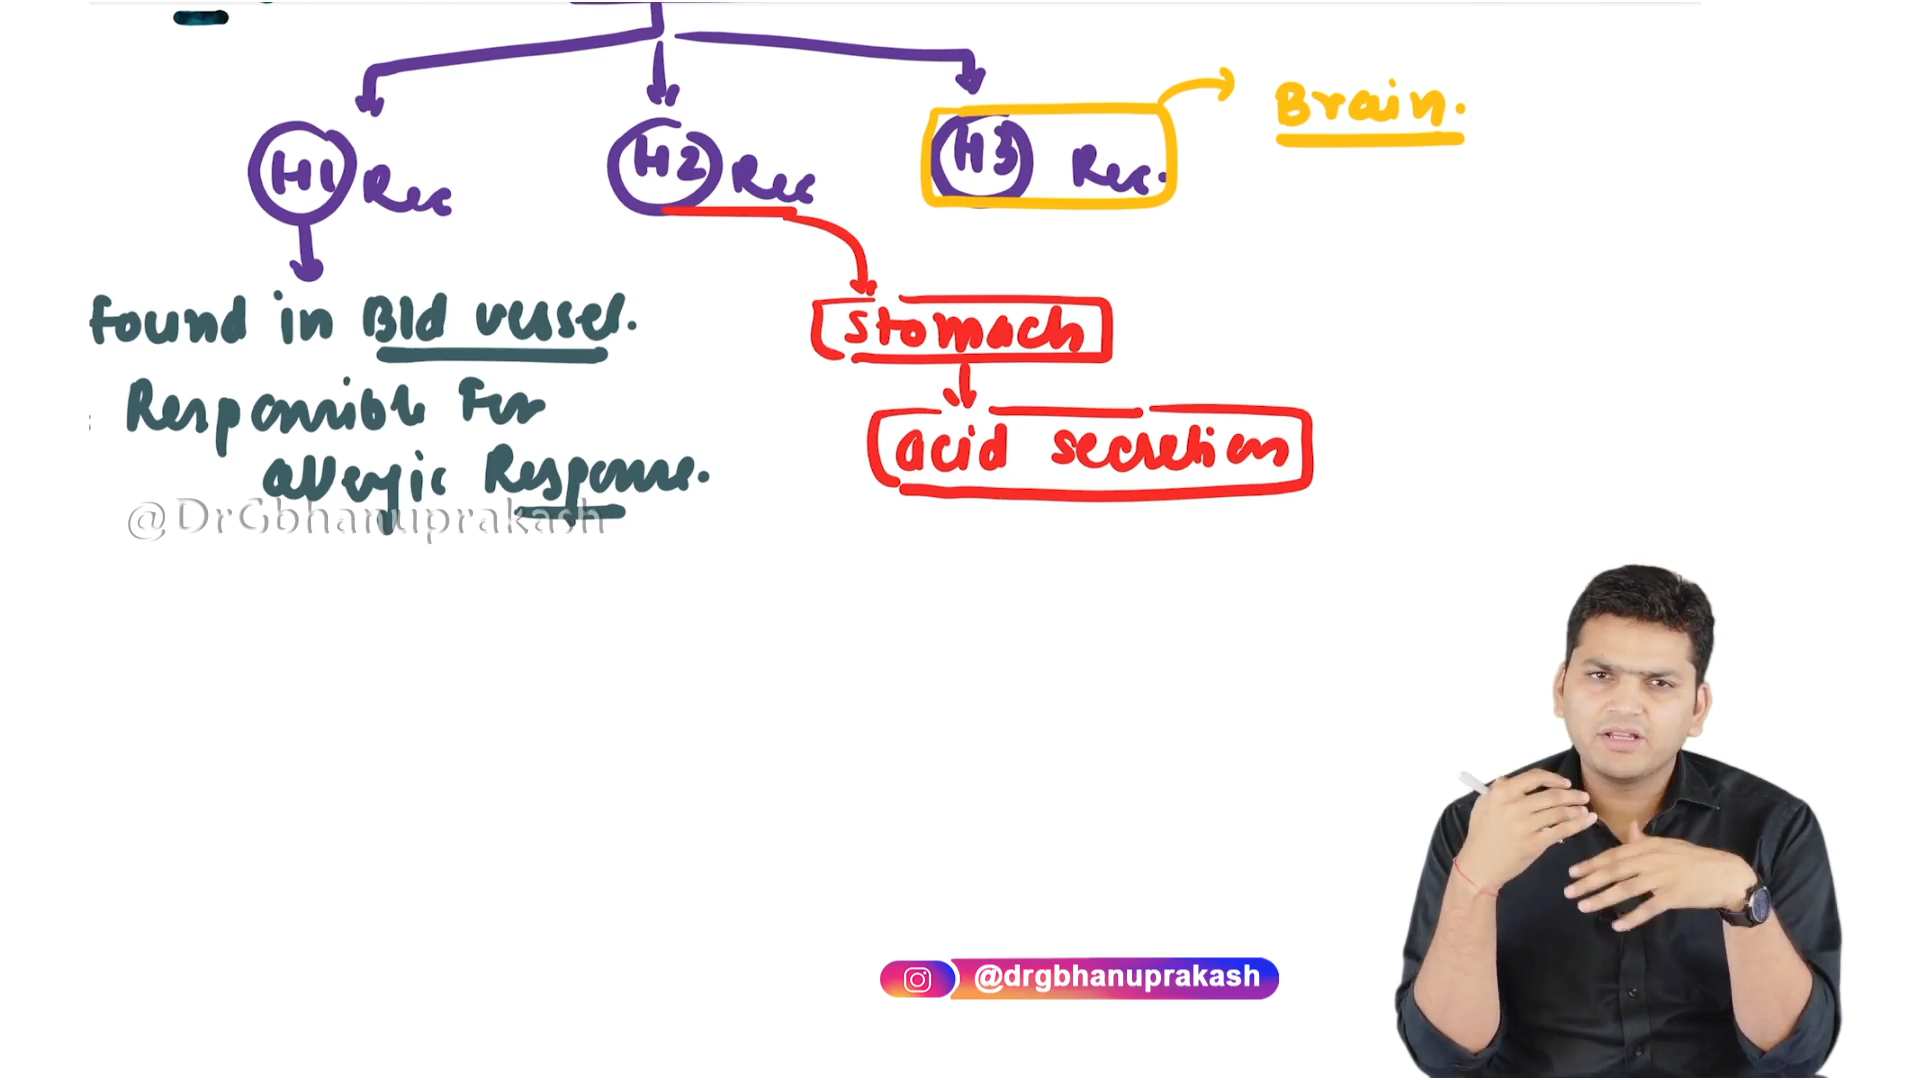 H1 Rec
H2 Rec
H3 Rec.
Brain.
Found in Bld vessel.
Responsible For
allergic Response.
stomach
acid secretion
@DrGbhanuprakash
@drgbhanuprakash